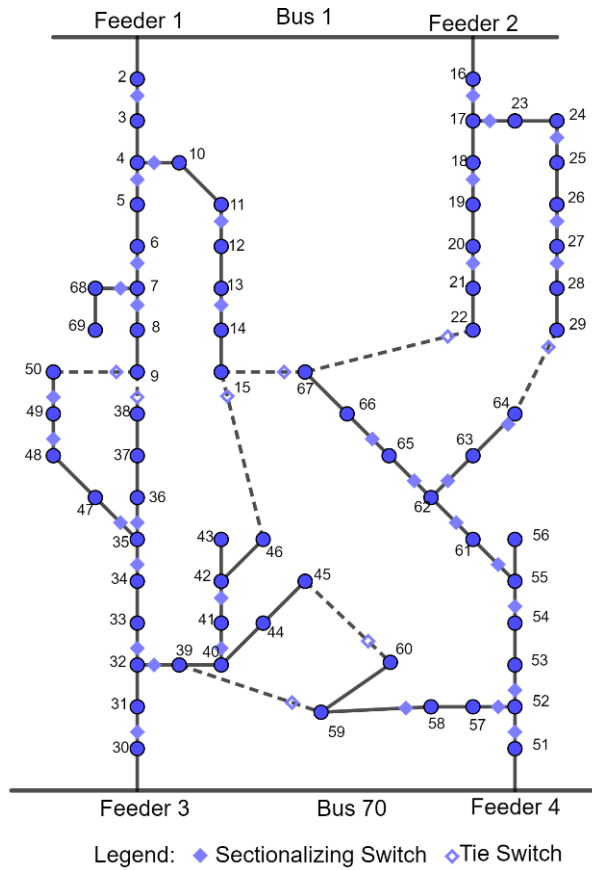 Feeder 1 Bus 1 Feeder 2
2 16
3 17 23 24
4 10 18 25
5 11 19 26
6 12 20 27
68 7 13 21 28
69 8 14 22 29
50 9 15 67
49 38 66 64
48 37 65 63
47 36 62
35 43 46 61 56
34 42 45 55
33 41 44 54
32 39 40 60 53
31 59 58 57 52
30 51
Feeder 3 Bus 70 Feeder 4
Legend: Sectionalizing Switch Tie Switch